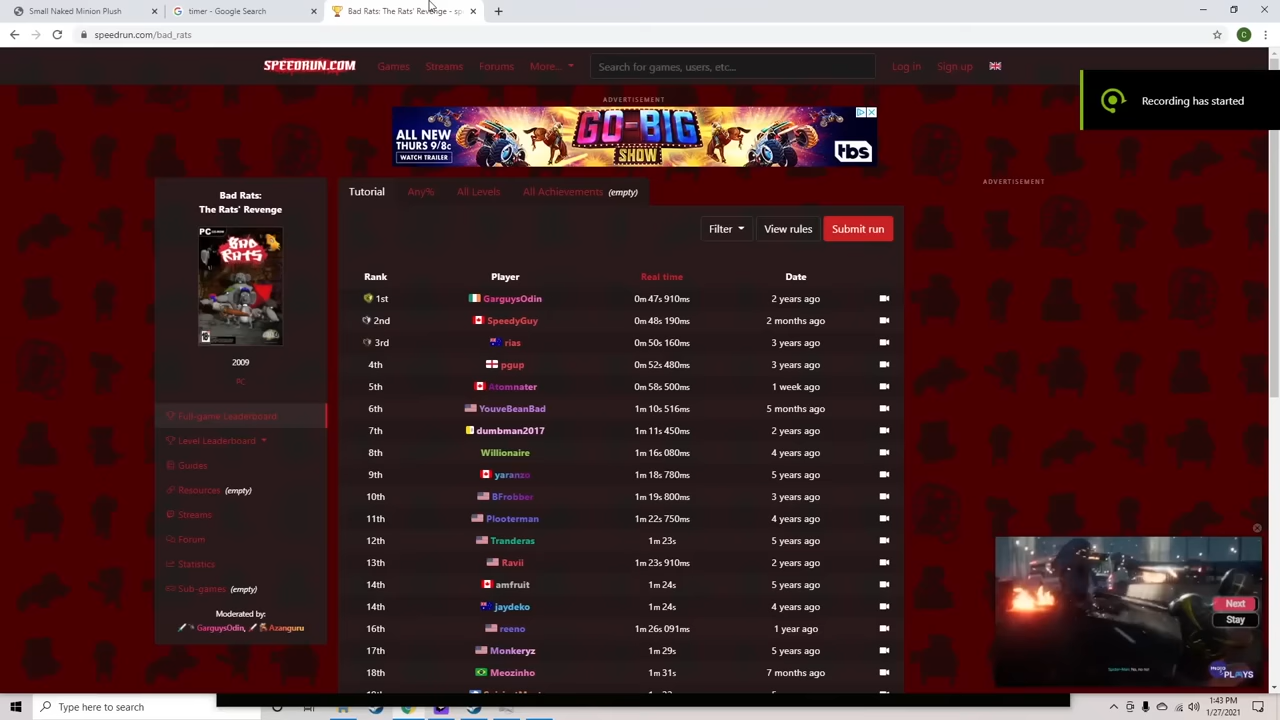 Small Naked Minion Plush
game - Google Search
Bad Rats: The Rats' Revenge - sp
speedrun.com/bad_rats
C
SPEEDRUN.COM
Games
Streams
Forums
More...
Search for games, users, etc...
Log in
Sign up
Recording has started
ADVERTISEMENT
ALL NEW
THURS 9/8c
WATCH TRAILER
GO-BIG
SHOW
tbs
ADVERTISEMENT
Bad Rats:
The Rats' Revenge
PC
BAD
RATS
2009
PC
Full-game Leaderboard
Level Leaderboard
Guides
Resources (empty)
Streams
Forum
Statistics
Sub-games (empty)
Moderated by:
GarguysOdin, Azanguru
Tutorial Any% All Levels All Achievements (empty)
Filter View rules Submit run
Rank Player Real time Date
1st GarguysOdin 0m 47s 910ms 2 years ago
2nd SpeedyGuy 0m 48s 190ms 2 months ago
3rd rias 0m 50s 160ms 3 years ago
4th pgup 0m 52s 480ms 3 years ago
5th Atomnater 0m 58s 500ms 1 week ago
6th YouveBeanBad 1m 10s 516ms 5 months ago
7th dumbman2017 1m 11s 450ms 2 years ago
8th Willionaire 1m 16s 080ms 4 years ago
9th yaranzo 1m 18s 780ms 5 years ago
10th BFrobber 1m 19s 800ms 3 years ago
11th Plooterman 1m 22s 750ms 4 years ago
12th Tranderas 1m 23s 5 years ago
13th Ravii 1m 23s 910ms 2 years ago
14th amfruit 1m 24s 5 years ago
14th jaydeko 1m 24s 4 years ago
16th reeno 1m 26s 091ms 1 year ago
17th Monkeryz 1m 29s 5 years ago
18th Meozinho 1m 31s 7 months ago
Next
Stay
PLAYS
Type here to search
1:43 PM
1/27/2021